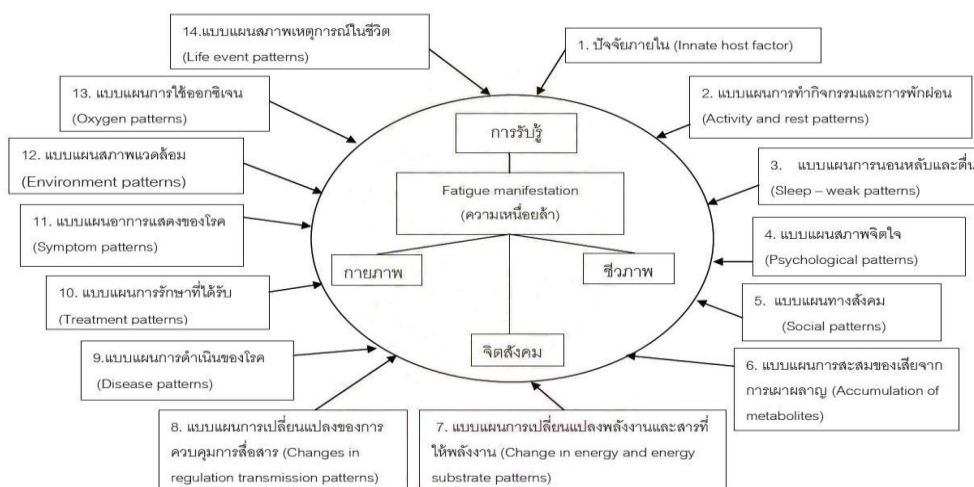 14.แบบแผนสภาพเหตุการณ์ในชีวิต
(Life event patterns)
1. ปัจจัยภายใน (Innate host factor)
13. แบบแผนการใช้ออกซิเจน
(Oxygen patterns)
2. แบบแผนการทำกิจกรรมและการพักผ่อน
(Activity and rest patterns)
การรับรู้
12. แบบแผนสภาพแวดล้อม
(Environment patterns)
3. แบบแผนการนอนหลับและตื่น
(Sleep – weak patterns)
Fatigue manifestation
(ความเหนื่อยล้า)
11. แบบแผนอาการแสดงของโรค
(Symptom patterns)
4. แบบแผนสภาพจิตใจ
(Psychological patterns)
กายภาพ
ชีวภาพ
10. แบบแผนการรักษาที่ได้รับ
(Treatment patterns)
5. แบบแผนทางสังคม
(Social patterns)
9.แบบแผนการดำเนินของโรค
(Disease patterns)
จิตสังคม
6. แบบแผนการสะสมของเสียจาก
การเผาผลาญ (Accumulation of
metabolites)
8. แบบแผนการเปลี่ยนแปลงของการ
ควบคุมการสื่อสาร (Changes in
regulation transmission patterns)
7. แบบแผนการเปลี่ยนแปลงพลังงานและสารที่
ให้พลังงาน (Change in energy and energy
substrate patterns)